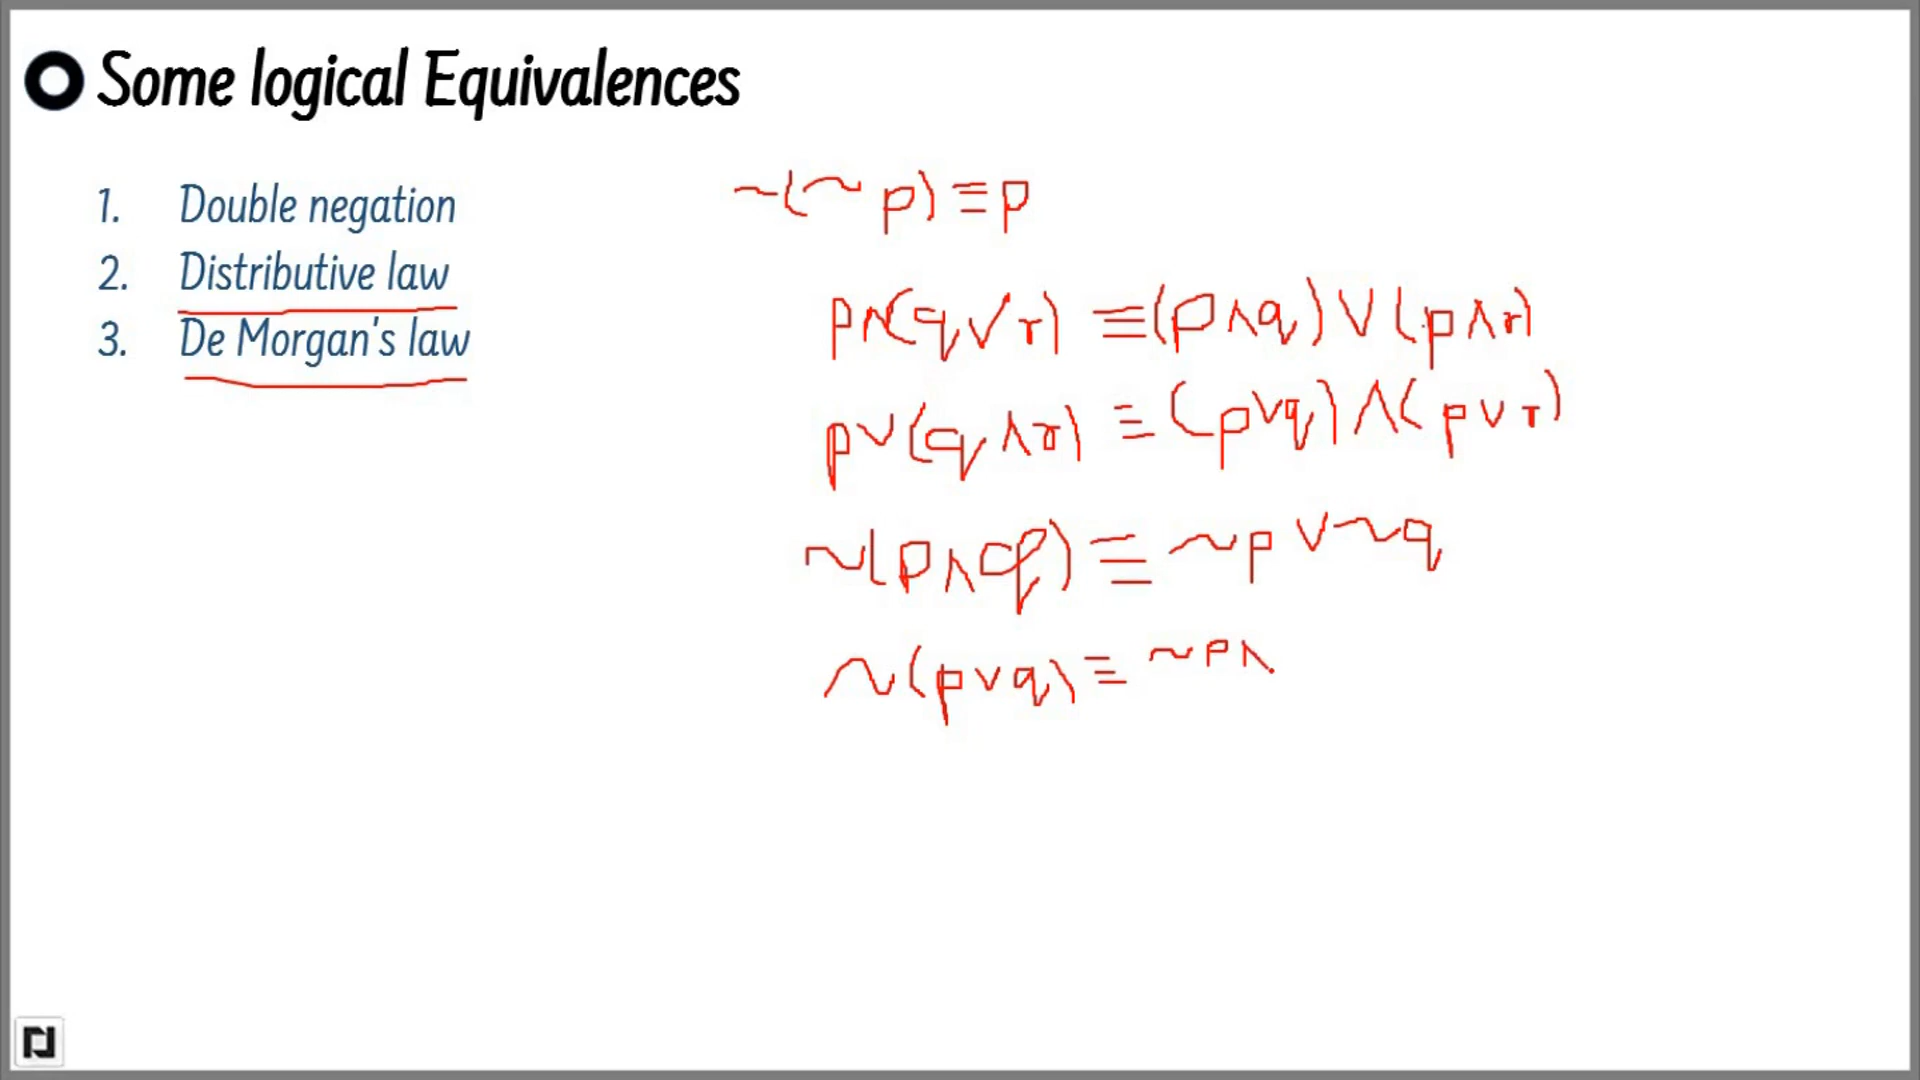 Some logical Equivalences
1. Double negation
2. Distributive law
3. De Morgan's law
~(~p)≡p
p∧(q∨r) ≡(p∧q)∨(p∧r)
p∨(q∧r) ≡(p∨q)∧(p∨r)
~(p∧q) ≡ ~p∨~q
~(p∨q)≡ ~p∧